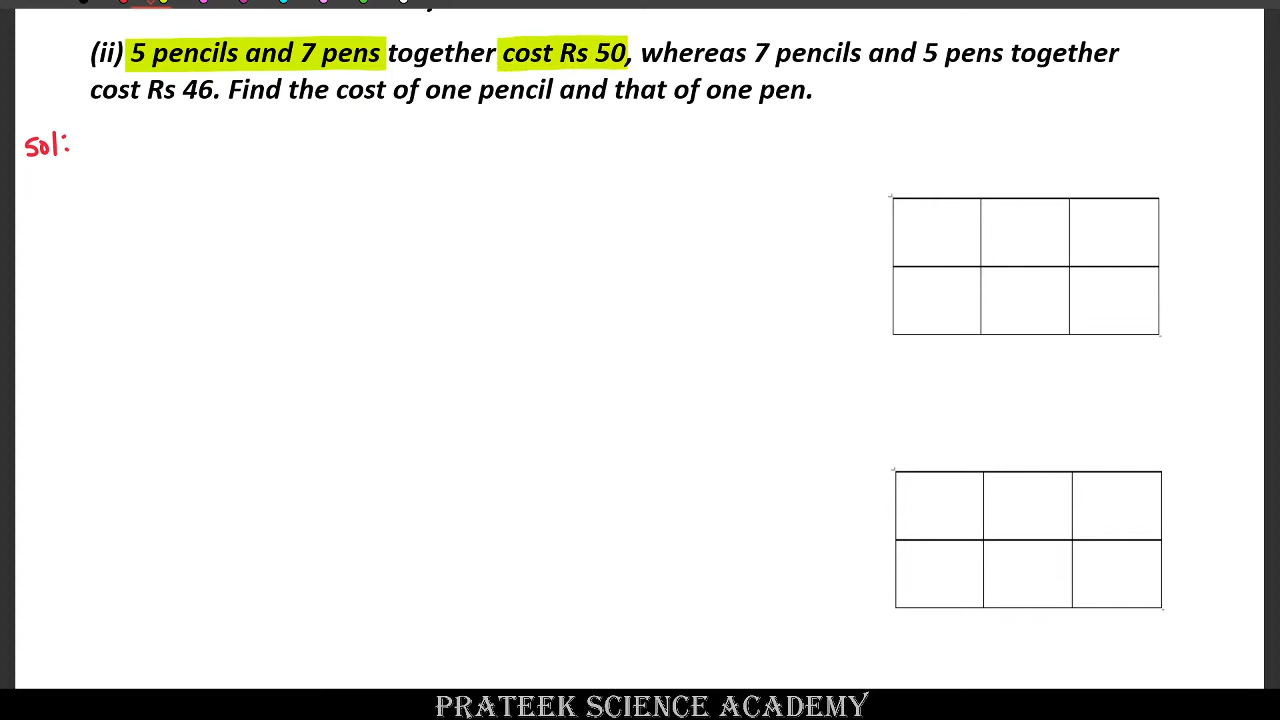 (ii) 5 pencils and 7 pens together cost Rs 50, whereas 7 pencils and 5 pens together
cost Rs 46. Find the cost of one pencil and that of one pen.
sol:
PRATEEK SCIENCE ACADEMY